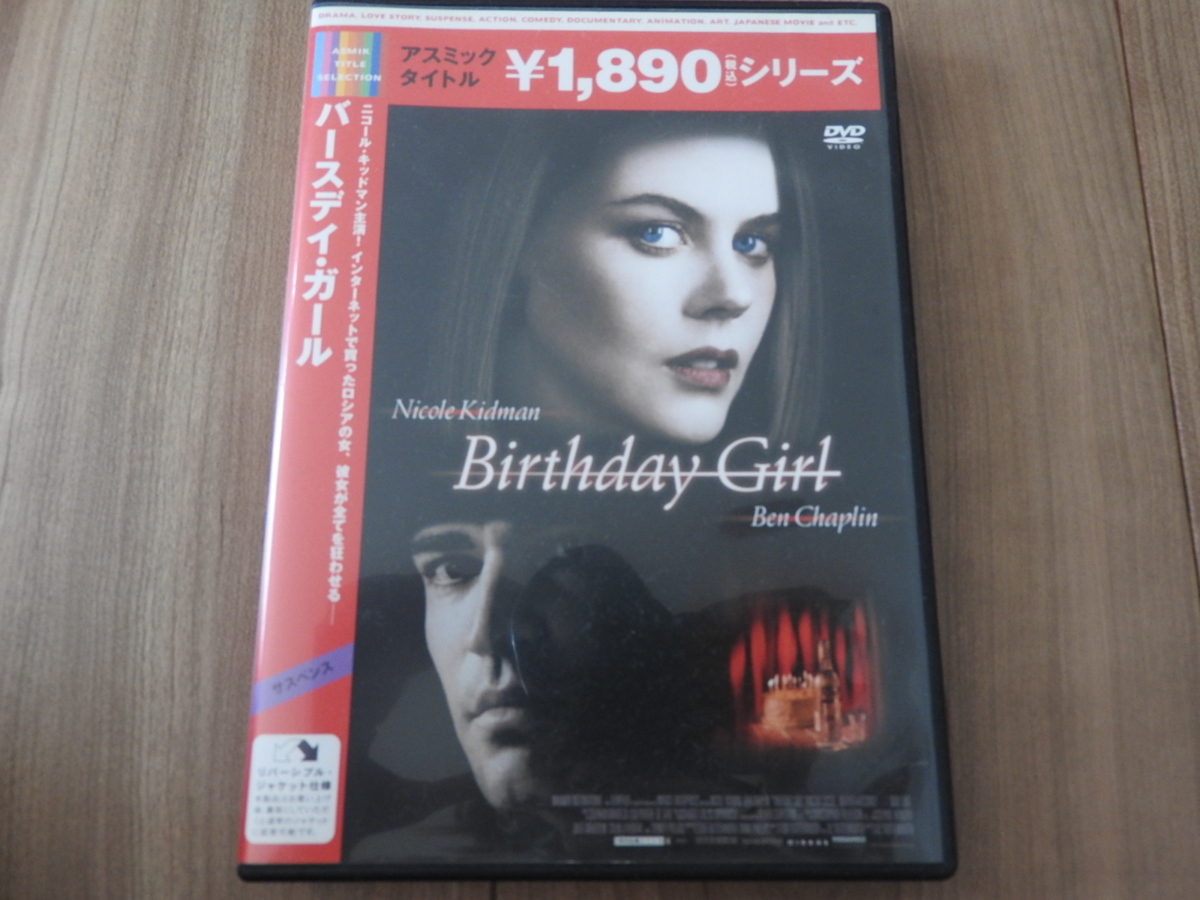 DRAMA. LOVE STORY. SUSPENSE. ACTION. COMEDY. DOCUMENTARY. ANIMATION. ART. JAPANESE MOVIE and ETC.
ASMIK
TITLE
SELECTION
アスミック
タイトル
¥1,890(税込)シリーズ
DVD
VIDEO
バースデイ・ガール
ニコール・キッドマン主演! インターネットで買ったロシアの女、彼女が全てを狂わせる――
Nicole Kidman
Birthday Girl
Ben Chaplin
サスペンス
リバーシブル・
ジャケット仕様